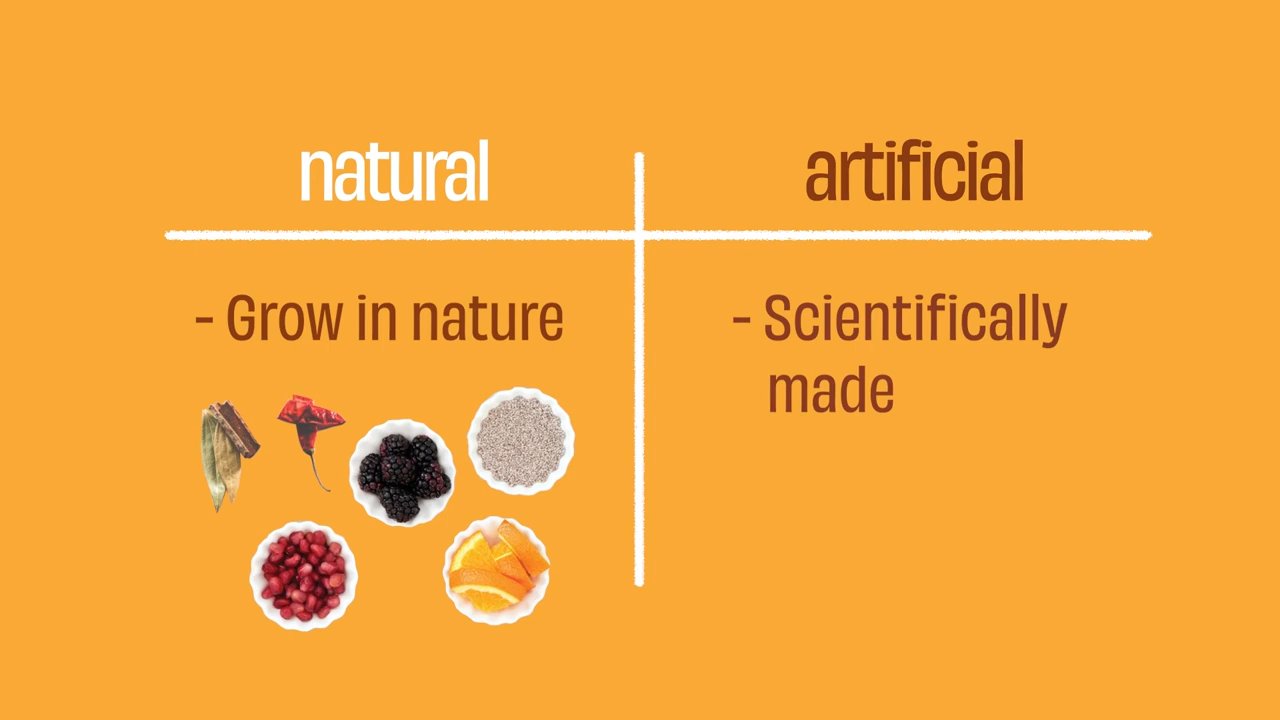 natural
artificial
- Grow in nature
- Scientifically
made